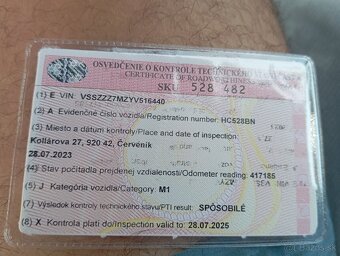 OSVEDČENIE O KONTROLE TECHNICKÉHO
CERTIFICATE OF ROADWORTHINESS
SKU 528 482
(1) E VIN: VSSZZZ7MZYV516440
(2) A Evidenčné číslo vozidla/Registration number: HC528BN
(3) Miesto a dátum kontroly/Place and date of inspection:
Kollárova 27, 920 42, Červeník
28.07.2023
(4) Stav počítadla prejdenej vzdialenosti/Odometer reading: 417185
(5) J Kategória vozidla/Category: M1
(7) Výsledok kontroly technického stavu/PTI result: SPÔSOBILÉ
(8) X Kontrola platí do/Inspection valid to: 28.07.2025